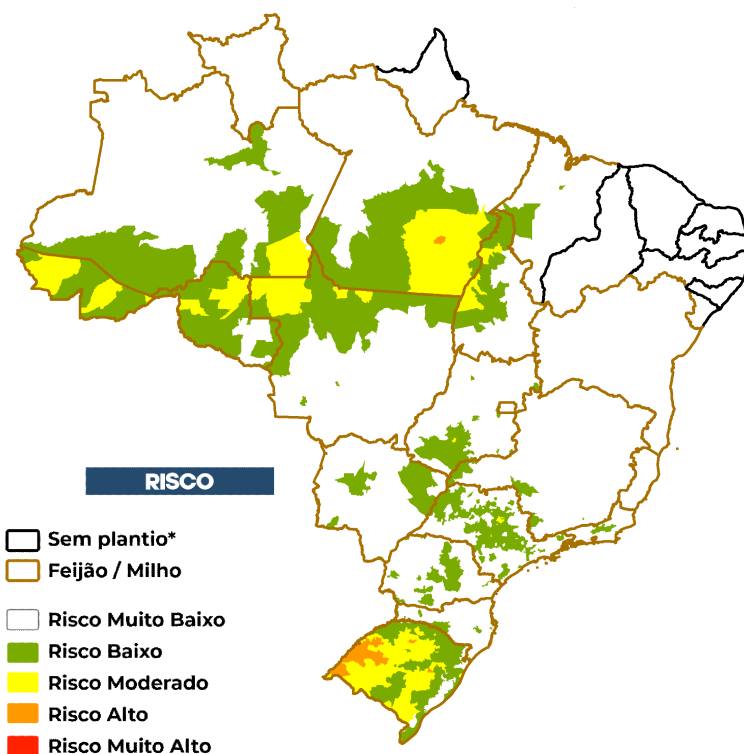 RISCO
Sem plantio*
Feijão / Milho
Risco Muito Baixo
Risco Baixo
Risco Moderado
Risco Alto
Risco Muito Alto